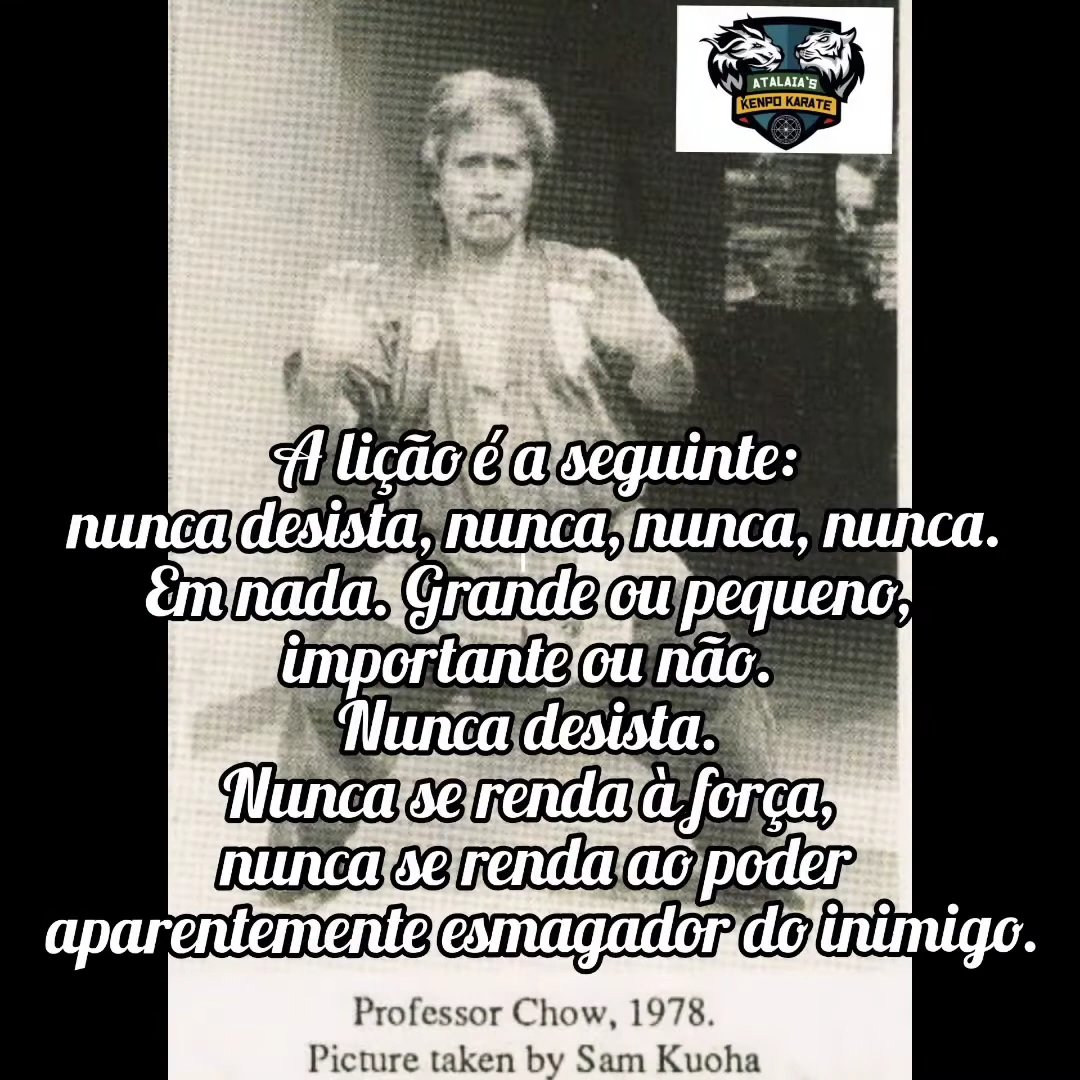 ATALAIA'S
KENPO KARATE
A lição é a seguinte:
nunca desista, nunca, nunca, nunca.
Em nada. Grande ou pequeno,
importante ou não.
Nunca desista.
Nunca se renda à força,
nunca se renda ao poder
aparentemente esmagador do inimigo.
Professor Chow, 1978.
Picture taken by Sam Kuoha